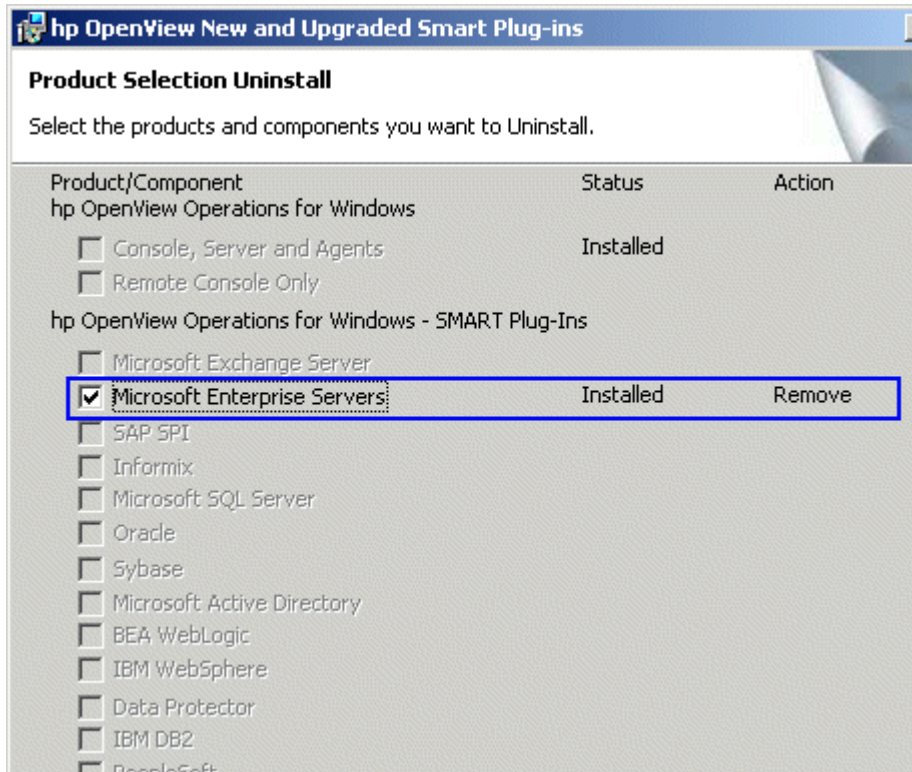 hp OpenView New and Upgraded Smart Plug-ins
Product Selection Uninstall
Select the products and components you want to Uninstall.
Product/Component Status Action
hp OpenView Operations for Windows
Console, Server and Agents Installed
Remote Console Only
hp OpenView Operations for Windows - SMART Plug-Ins
Microsoft Exchange Server
Microsoft Enterprise Servers Installed Remove
SAP SPI
Informix
Microsoft SQL Server
Oracle
Sybase
Microsoft Active Directory
BEA WebLogic
IBM WebSphere
Data Protector
IBM DB2
PeopleSoft